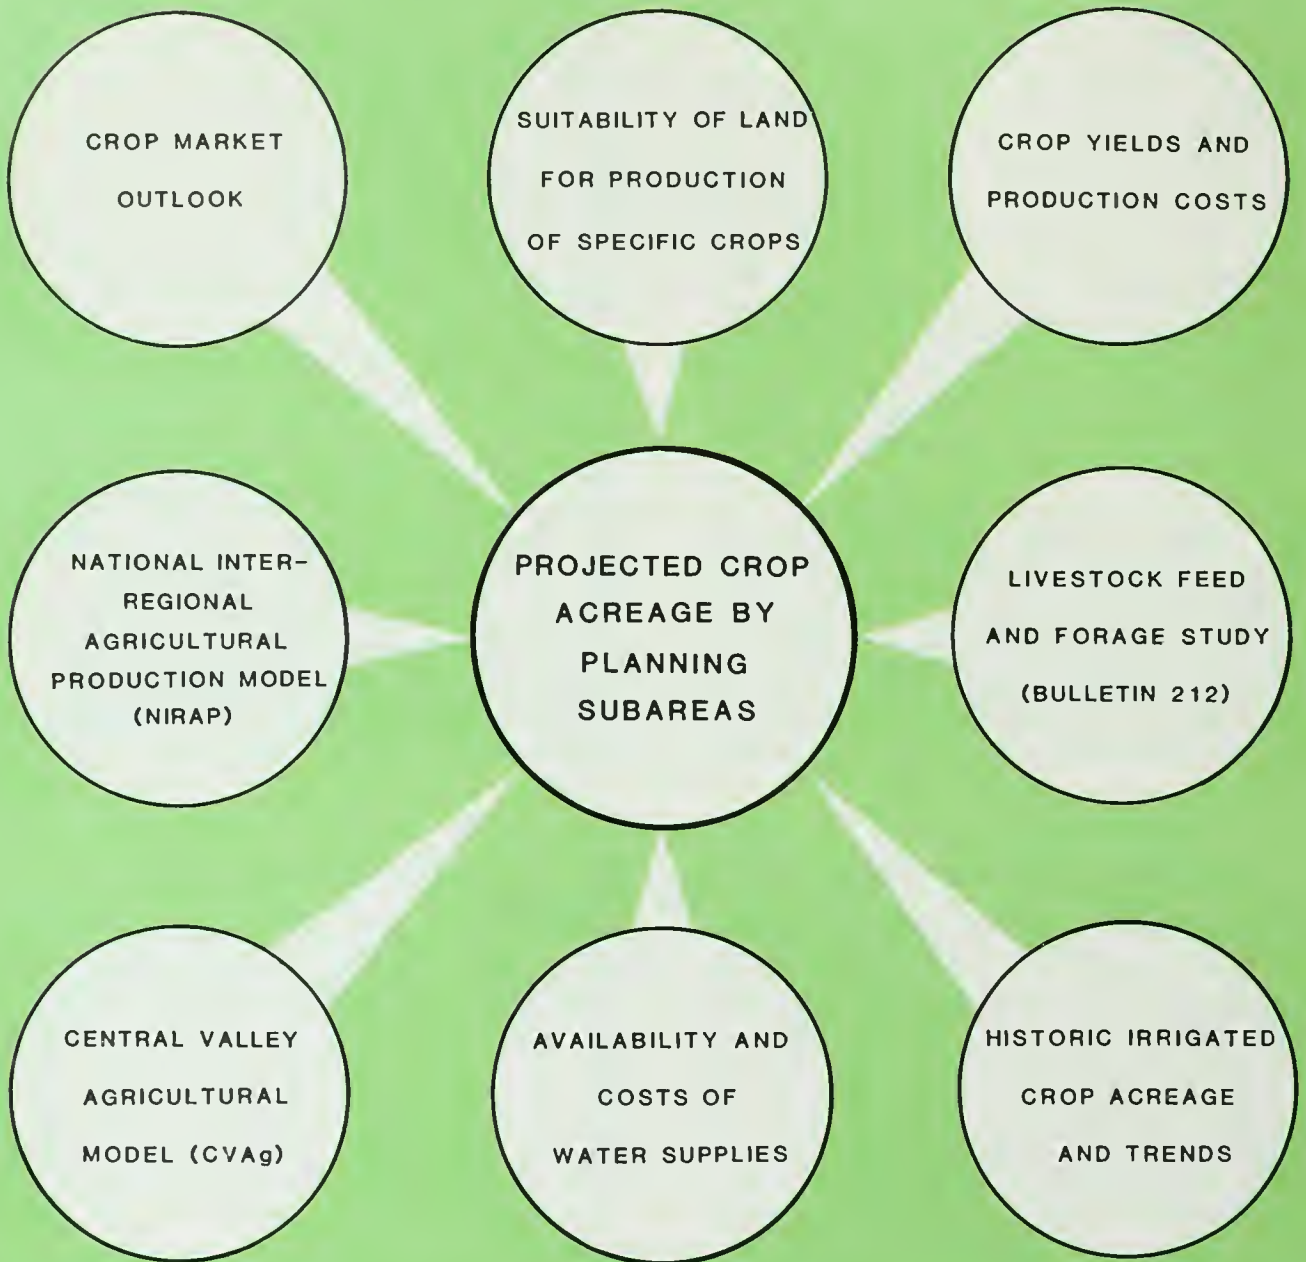 CROP MARKET
OUTLOOK
SUITABILITY OF LAND
FOR PRODUCTION
OF SPECIFIC CROPS
CROP YIELDS AND
PRODUCTION COSTS
NATIONAL INTER-
REGIONAL
AGRICULTURAL
PRODUCTION MODEL
(NIRAP)
PROJECTED CROP
ACREAGE BY
PLANNING
SUBAREAS
LIVESTOCK FEED
AND FORAGE STUDY
(BULLETIN 212)
CENTRAL VALLEY
AGRICULTURAL
MODEL (CVAg)
AVAILABILITY AND
COSTS OF
WATER SUPPLIES
HISTORIC IRRIGATED
CROP ACREAGE
AND TRENDS